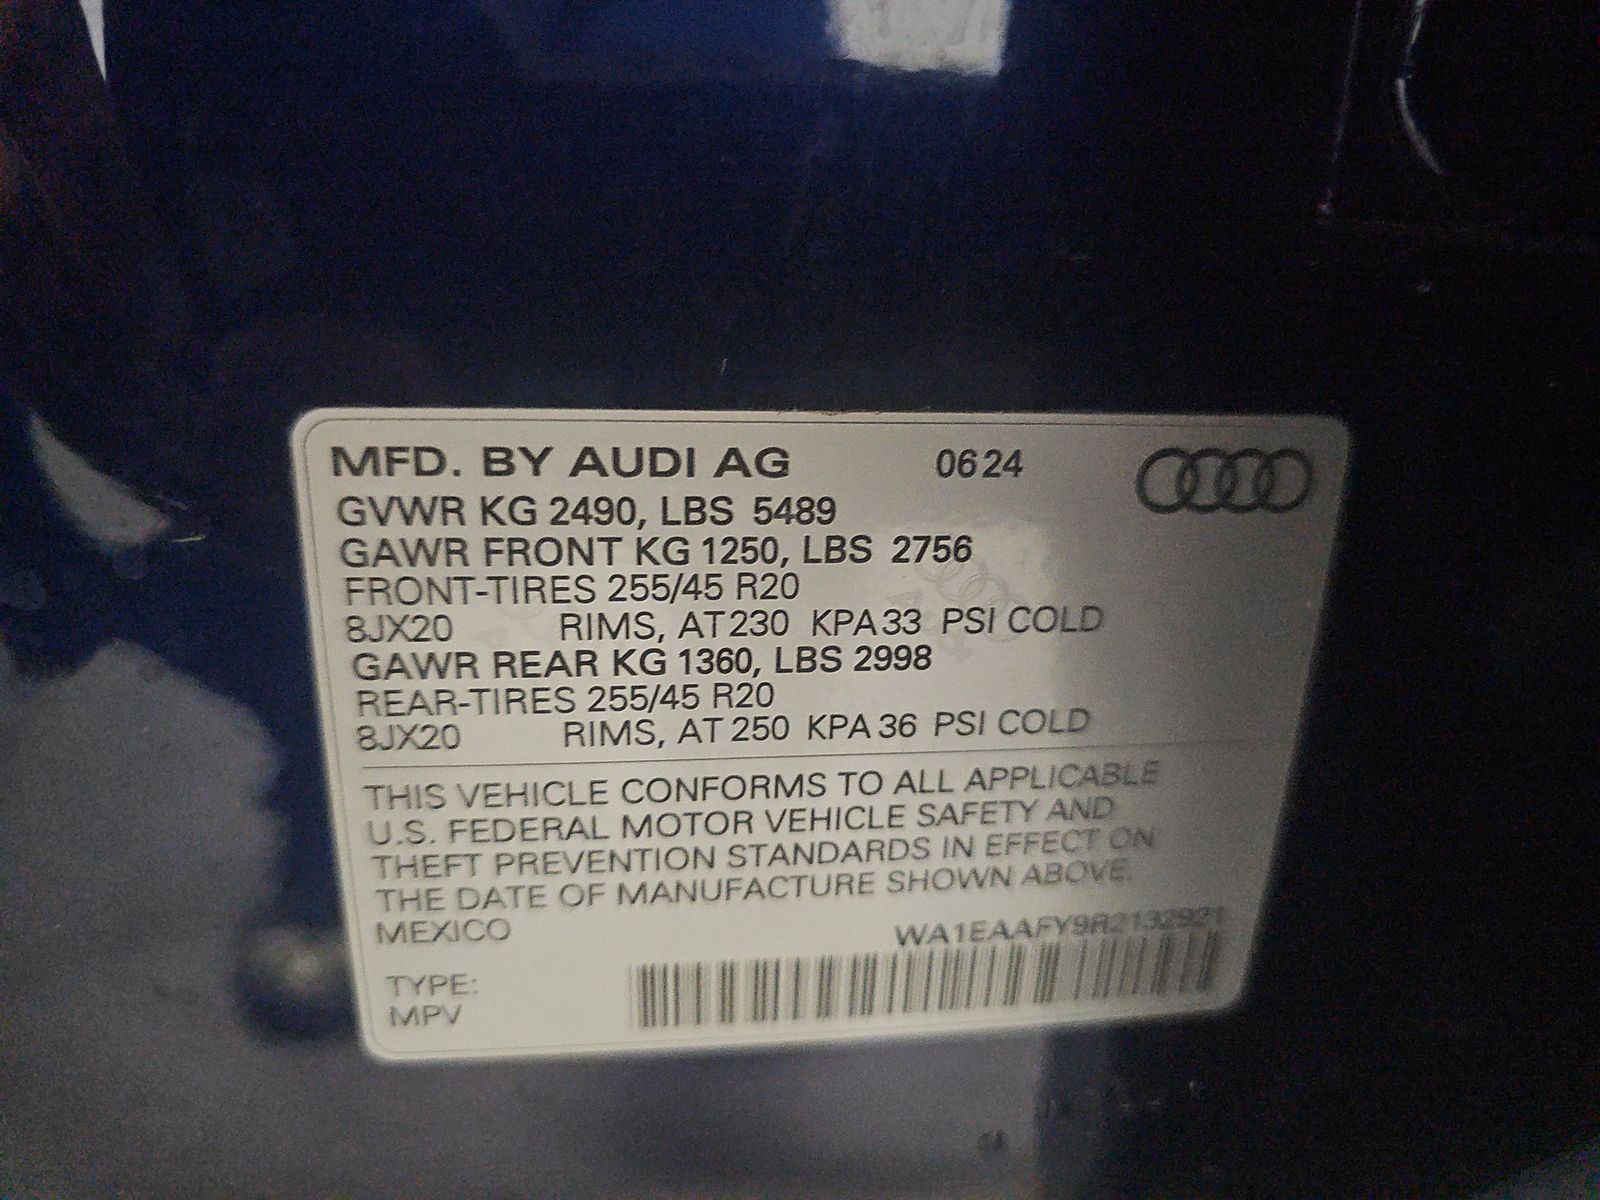 MFD. BY AUDI AG 0624
GVWR KG 2490, LBS 5489
GAWR FRONT KG 1250, LBS 2756
FRONT-TIRES 255/45 R20
8JX20 RIMS, AT 230 KPA 33 PSI COLD
GAWR REAR KG 1360, LBS 2998
REAR-TIRES 255/45 R20
8JX20 RIMS, AT 250 KPA 36 PSI COLD
THIS VEHICLE CONFORMS TO ALL APPLICABLE
U.S. FEDERAL MOTOR VEHICLE SAFETY AND
THEFT PREVENTION STANDARDS IN EFFECT ON
THE DATE OF MANUFACTURE SHOWN ABOVE.
MEXICO WA1EAAFY9R2132921
TYPE:
MPV